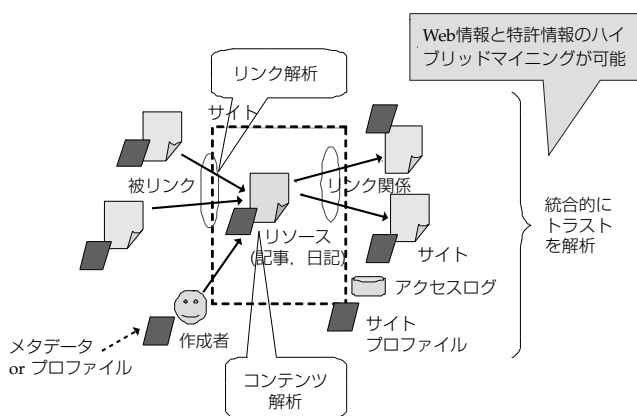 Web情報と特許情報のハイ
ブリッドマイニングが可能
リンク解析
サイト
被リンク
リンク関係
リソース
(記事，日記)
サイト
統合的に
トラスト
を解析
アクセスログ
サイト
プロファイル
作成者
メタデータ
or プロファイル
コンテンツ
解析